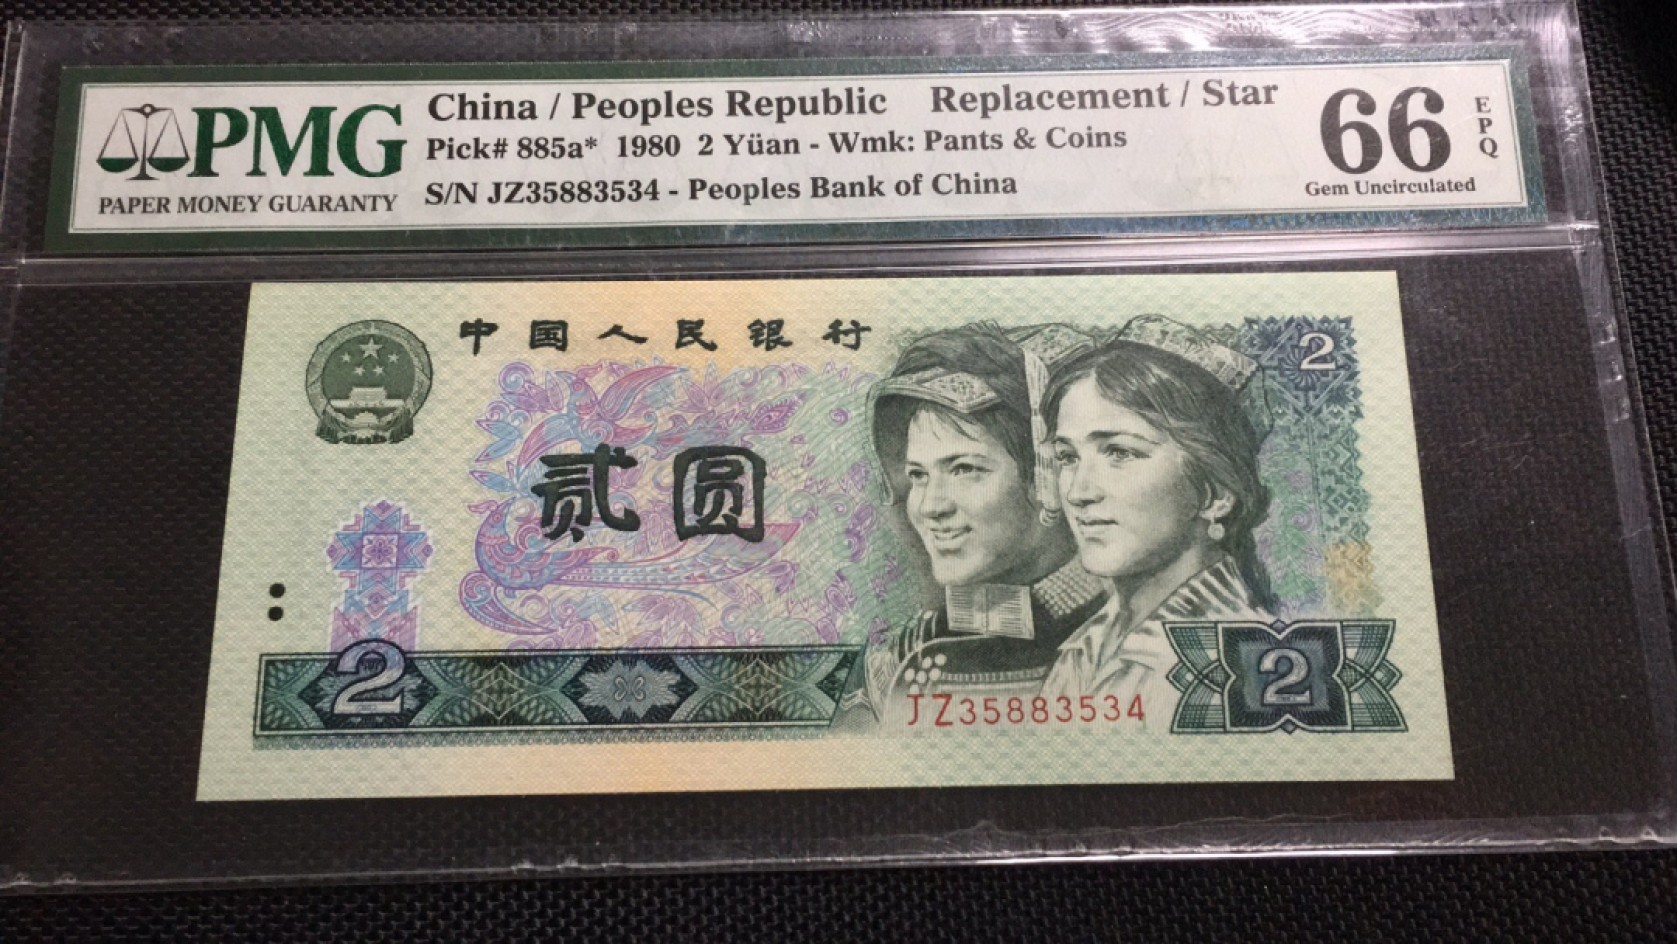 PMG
PAPER MONEY GUARANTY
China / Peoples Republic Replacement / Star
Pick# 885a* 1980 2 Yüan - Wmk: Pants & Coins
S/N JZ35883534 - Peoples Bank of China
66 EPQ
Gem Uncirculated
中国人民银行
2
贰圆
2
2
JZ35883534